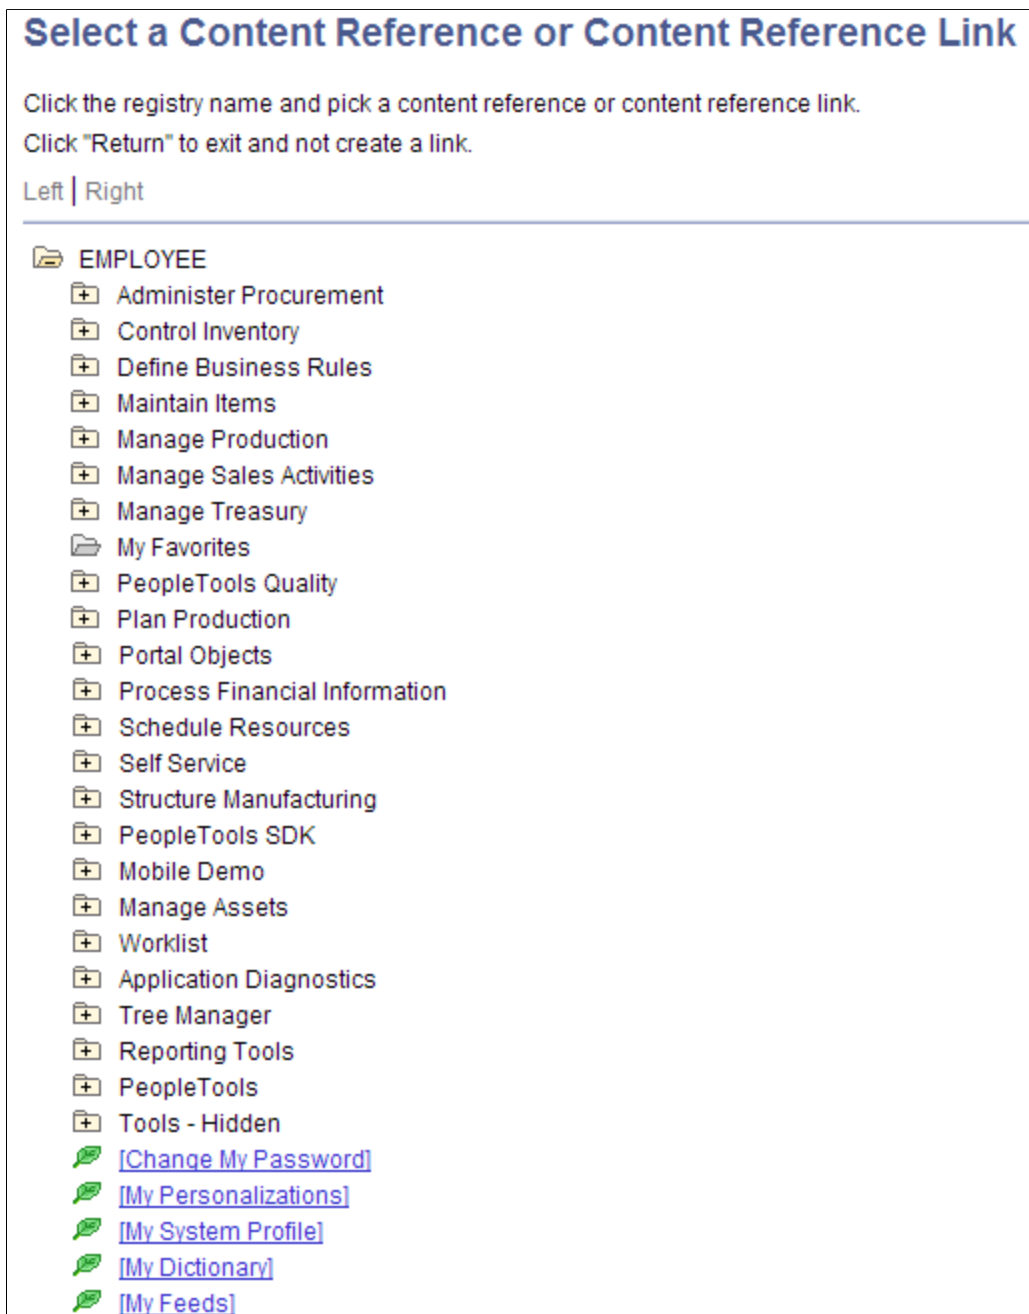 Select a Content Reference or Content Reference Link
Click the registry name and pick a content reference or content reference link.
Click "Return" to exit and not create a link.
Left | Right
EMPLOYEE
Administer Procurement
Control Inventory
Define Business Rules
Maintain Items
Manage Production
Manage Sales Activities
Manage Treasury
My Favorites
PeopleTools Quality
Plan Production
Portal Objects
Process Financial Information
Schedule Resources
Self Service
Structure Manufacturing
PeopleTools SDK
Mobile Demo
Manage Assets
Worklist
Application Diagnostics
Tree Manager
Reporting Tools
PeopleTools
Tools - Hidden
[Change My Password]
[My Personalizations]
[My System Profile]
[My Dictionary]
[My Feeds]